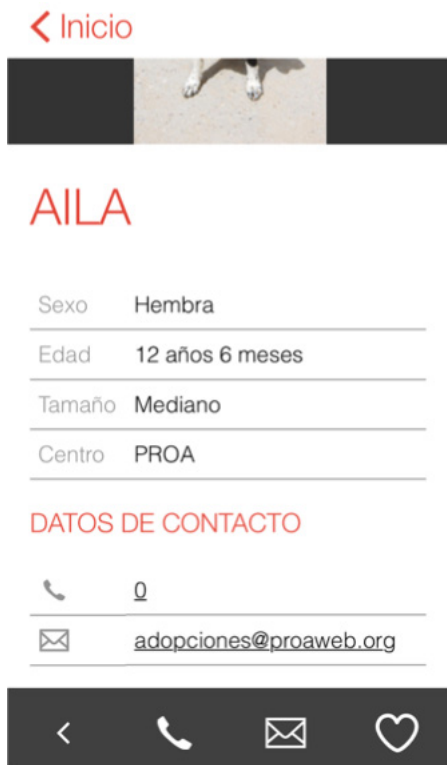 Inicio
AILA
Sexo Hembra
Edad 12 años 6 meses
Tamaño Mediano
Centro PROA
DATOS DE CONTACTO
0
adopciones@proaweb.org